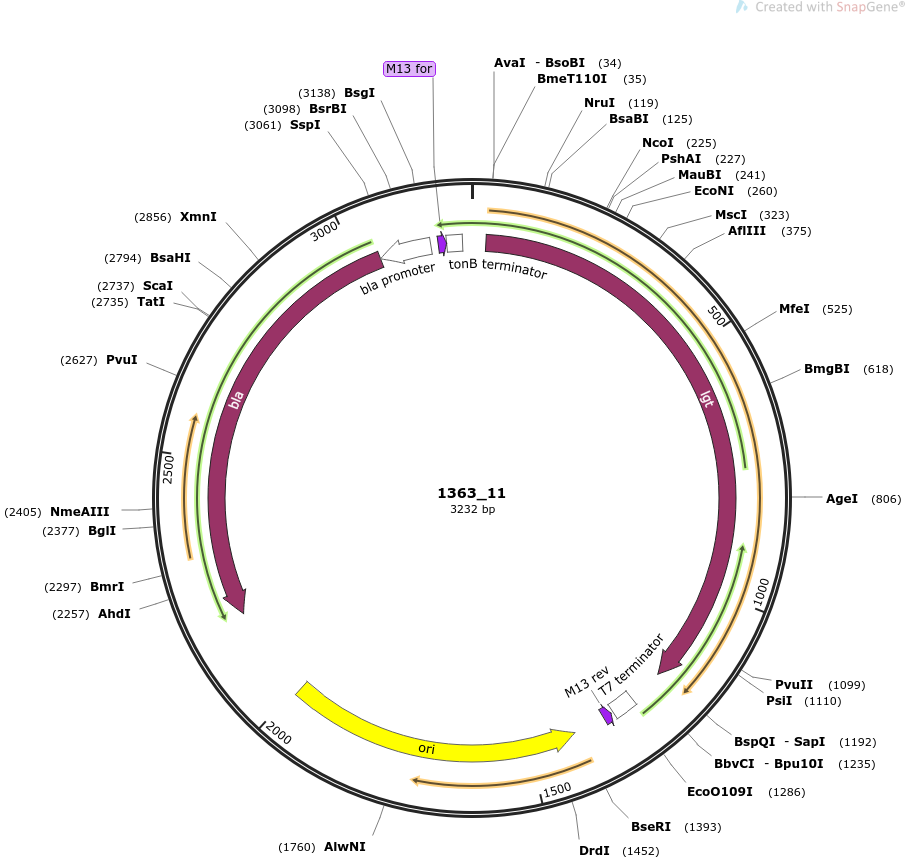 Created with SnapGene®
M13 for
AvaI - BsoBI (34)
BmeT110I (35)
NruI (119)
BsaBI (125)
NcoI (225)
PshAI (227)
MauBI (241)
EcoNI (260)
MscI (323)
AflIII (375)
MfeI (525)
BmgBI (618)
AgeI (806)
PvuII (1099)
PsiI (1110)
BspQI - SapI (1192)
BbvCI - Bpu10I (1235)
EcoO109I (1286)
BseRI (1393)
DrdI (1452)
(1760) AlwNI
(2257) AhdI
(2297) BmrI
(2377) BglI
(2405) NmeAIII
(2627) PvuI
(2735) TatI
(2737) ScaI
(2794) BsaHI
(2856) XmnI
(3061) SspI
(3098) BsrBI
(3138) BsgI
500
1000
1500
2000
2500
3000
bla promoter
tonB terminator
lgt
bla
T7 terminator
M13 rev
ori
1363_11
3232 bp